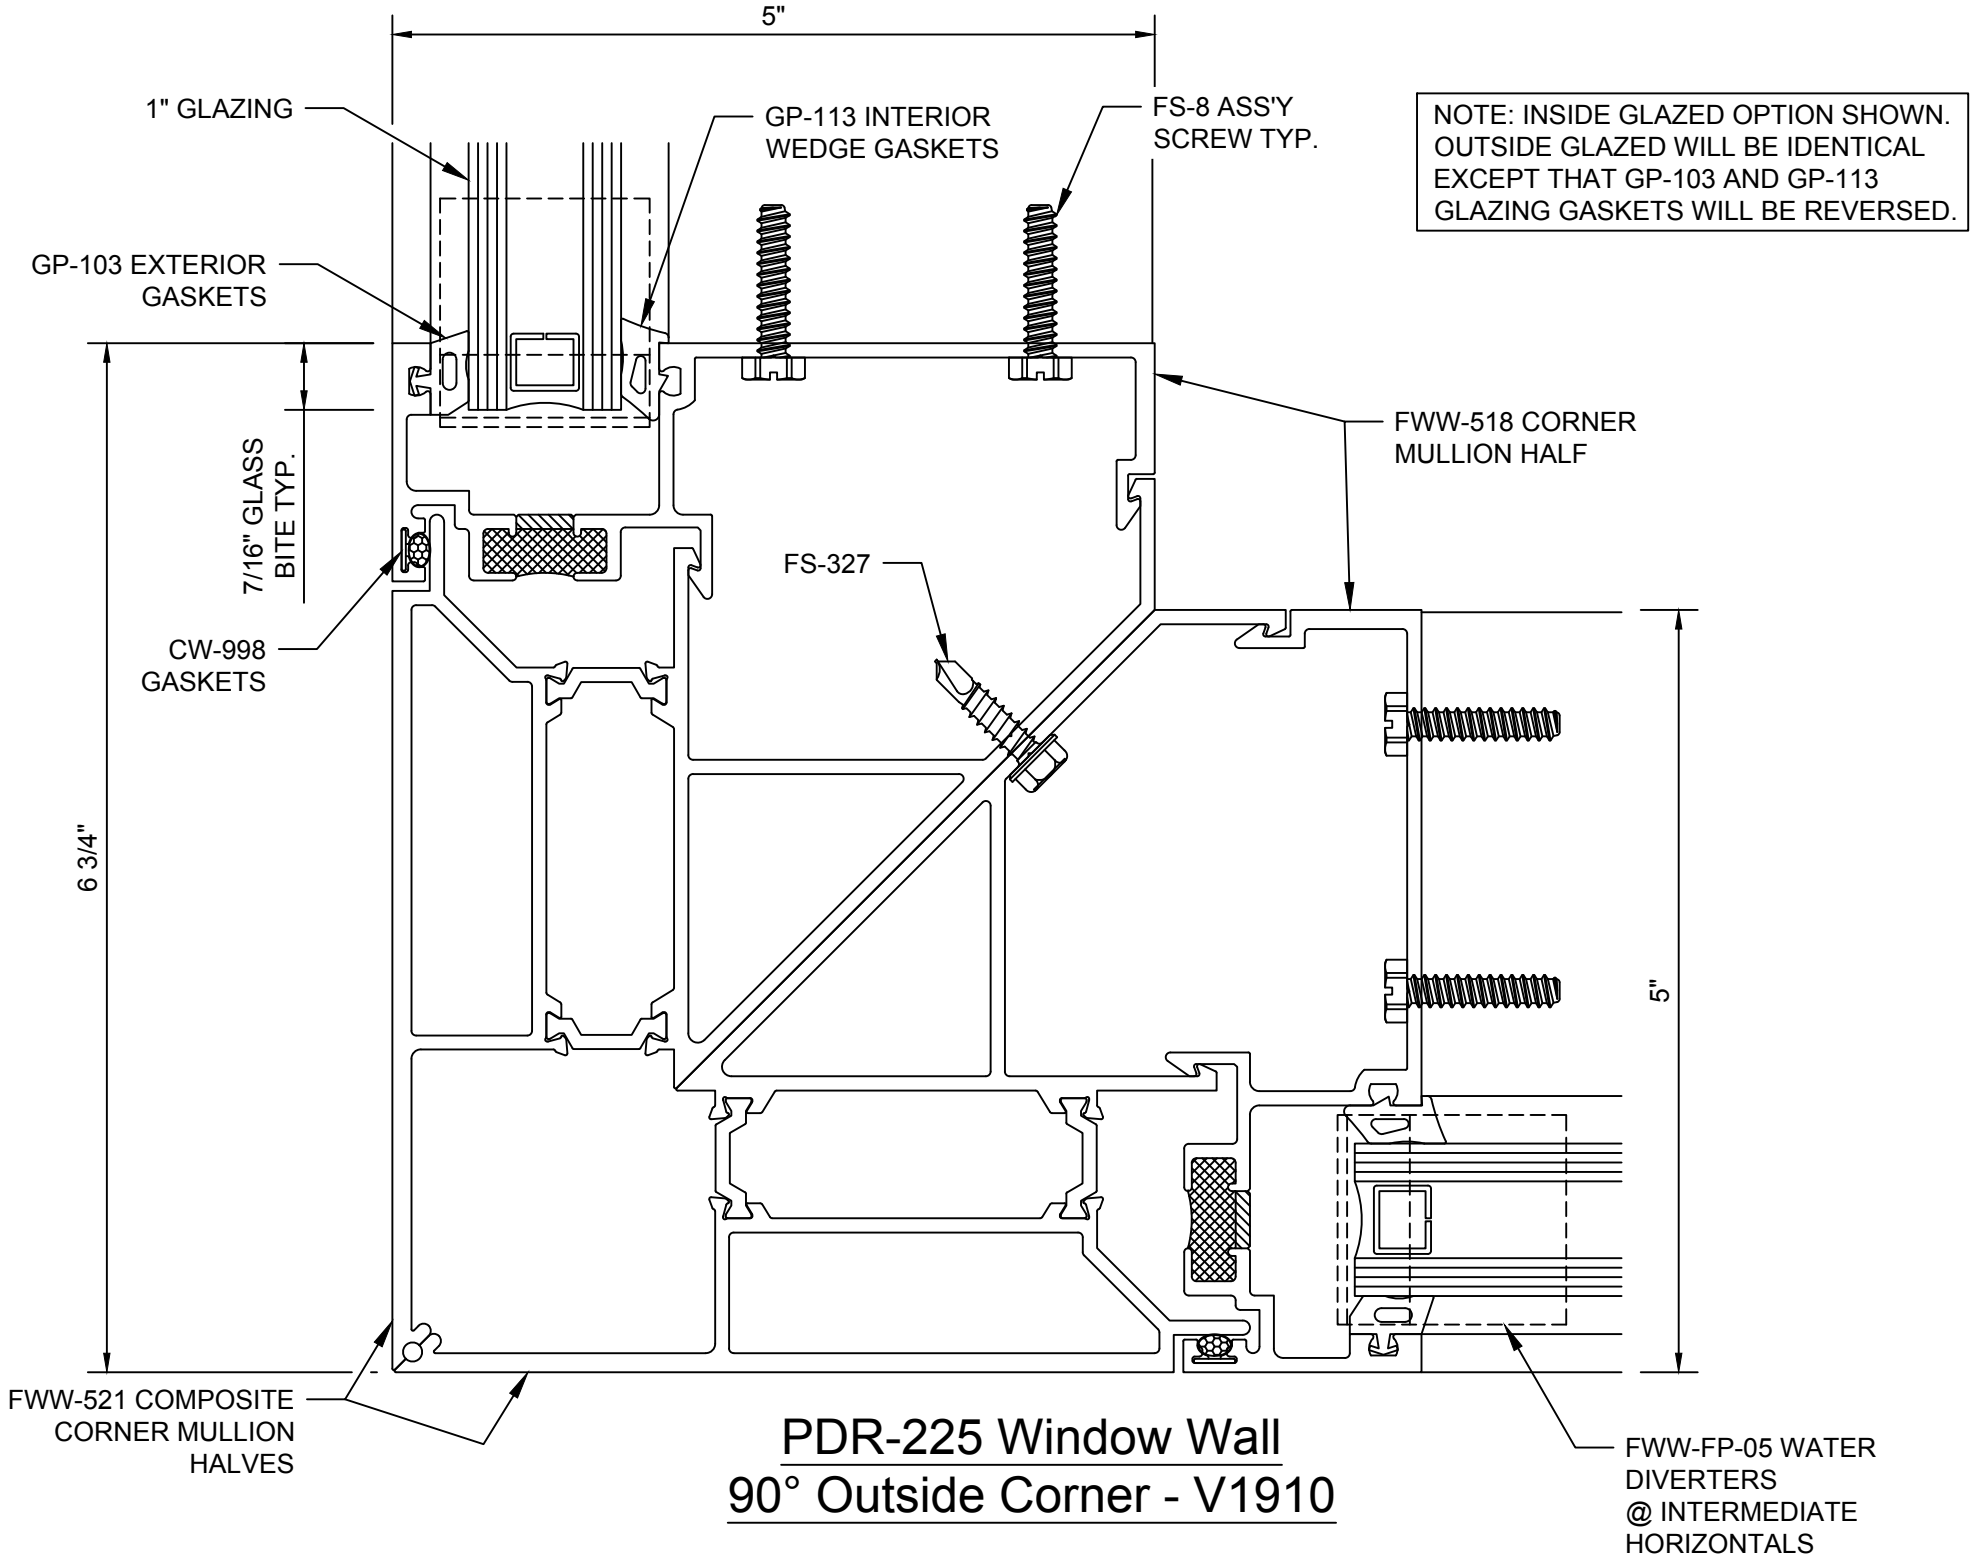 5"
1" GLAZING
GP-113 INTERIOR
WEDGE GASKETS
FS-8 ASS'Y
SCREW TYP.
NOTE: INSIDE GLAZED OPTION SHOWN.
OUTSIDE GLAZED WILL BE IDENTICAL
EXCEPT THAT GP-103 AND GP-113
GLAZING GASKETS WILL BE REVERSED.
GP-103 EXTERIOR
GASKETS
7/16" GLASS
BITE TYP.
FWW-518 CORNER
MULLION HALF
FS-327
CW-998
GASKETS
6 3/4"
5"
FWW-521 COMPOSITE
CORNER MULLION
HALVES
PDR-225 Window Wall
90° Outside Corner - V1910
FWW-FP-05 WATER
DIVERTERS
@ INTERMEDIATE
HORIZONTALS